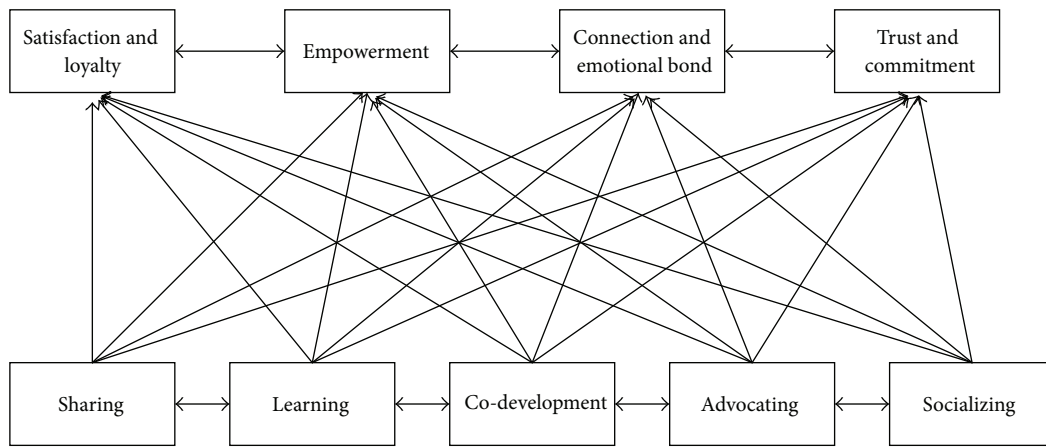 Satisfaction and
loyalty
Empowerment
Connection and
emotional bond
Trust and
commitment
Sharing
Learning
Co-development
Advocating
Socializing